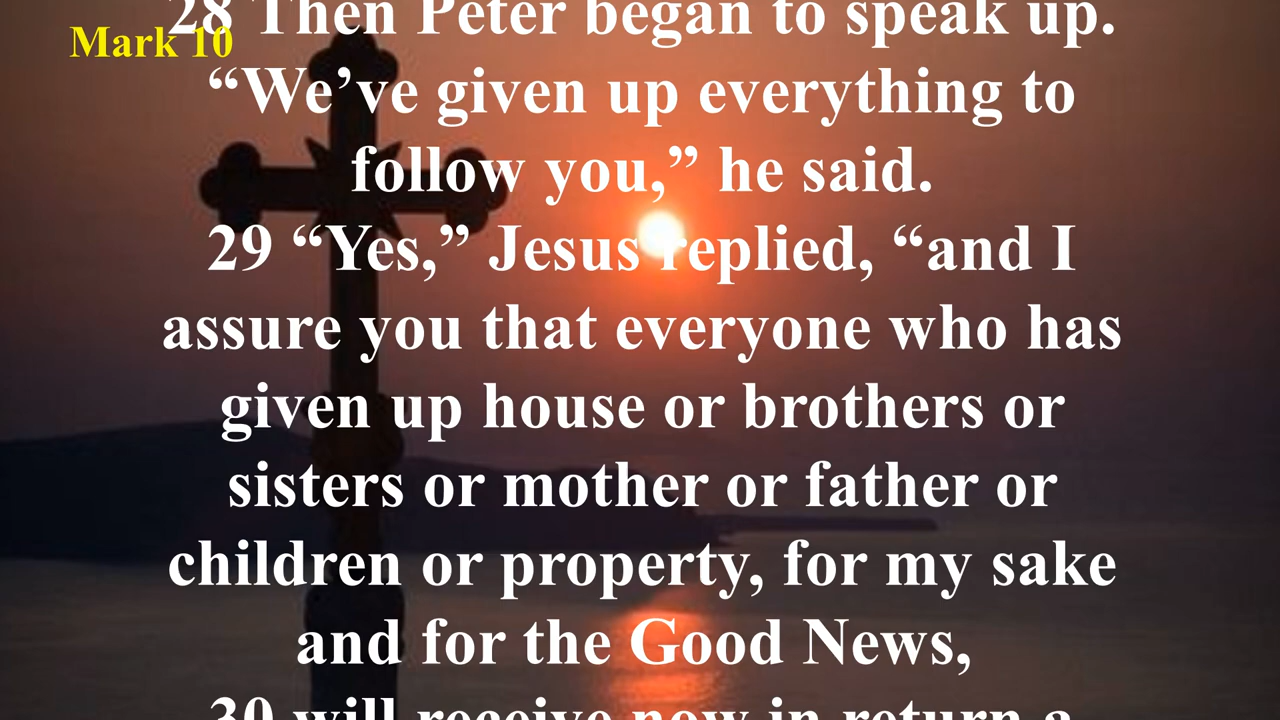 28 Then Peter began to speak up.
Mark 10
“We’ve given up everything to
follow you,” he said.
29 “Yes,” Jesus replied, “and I
assure you that everyone who has
given up house or brothers or
sisters or mother or father or
children or property, for my sake
and for the Good News,
30 will receive now in return a